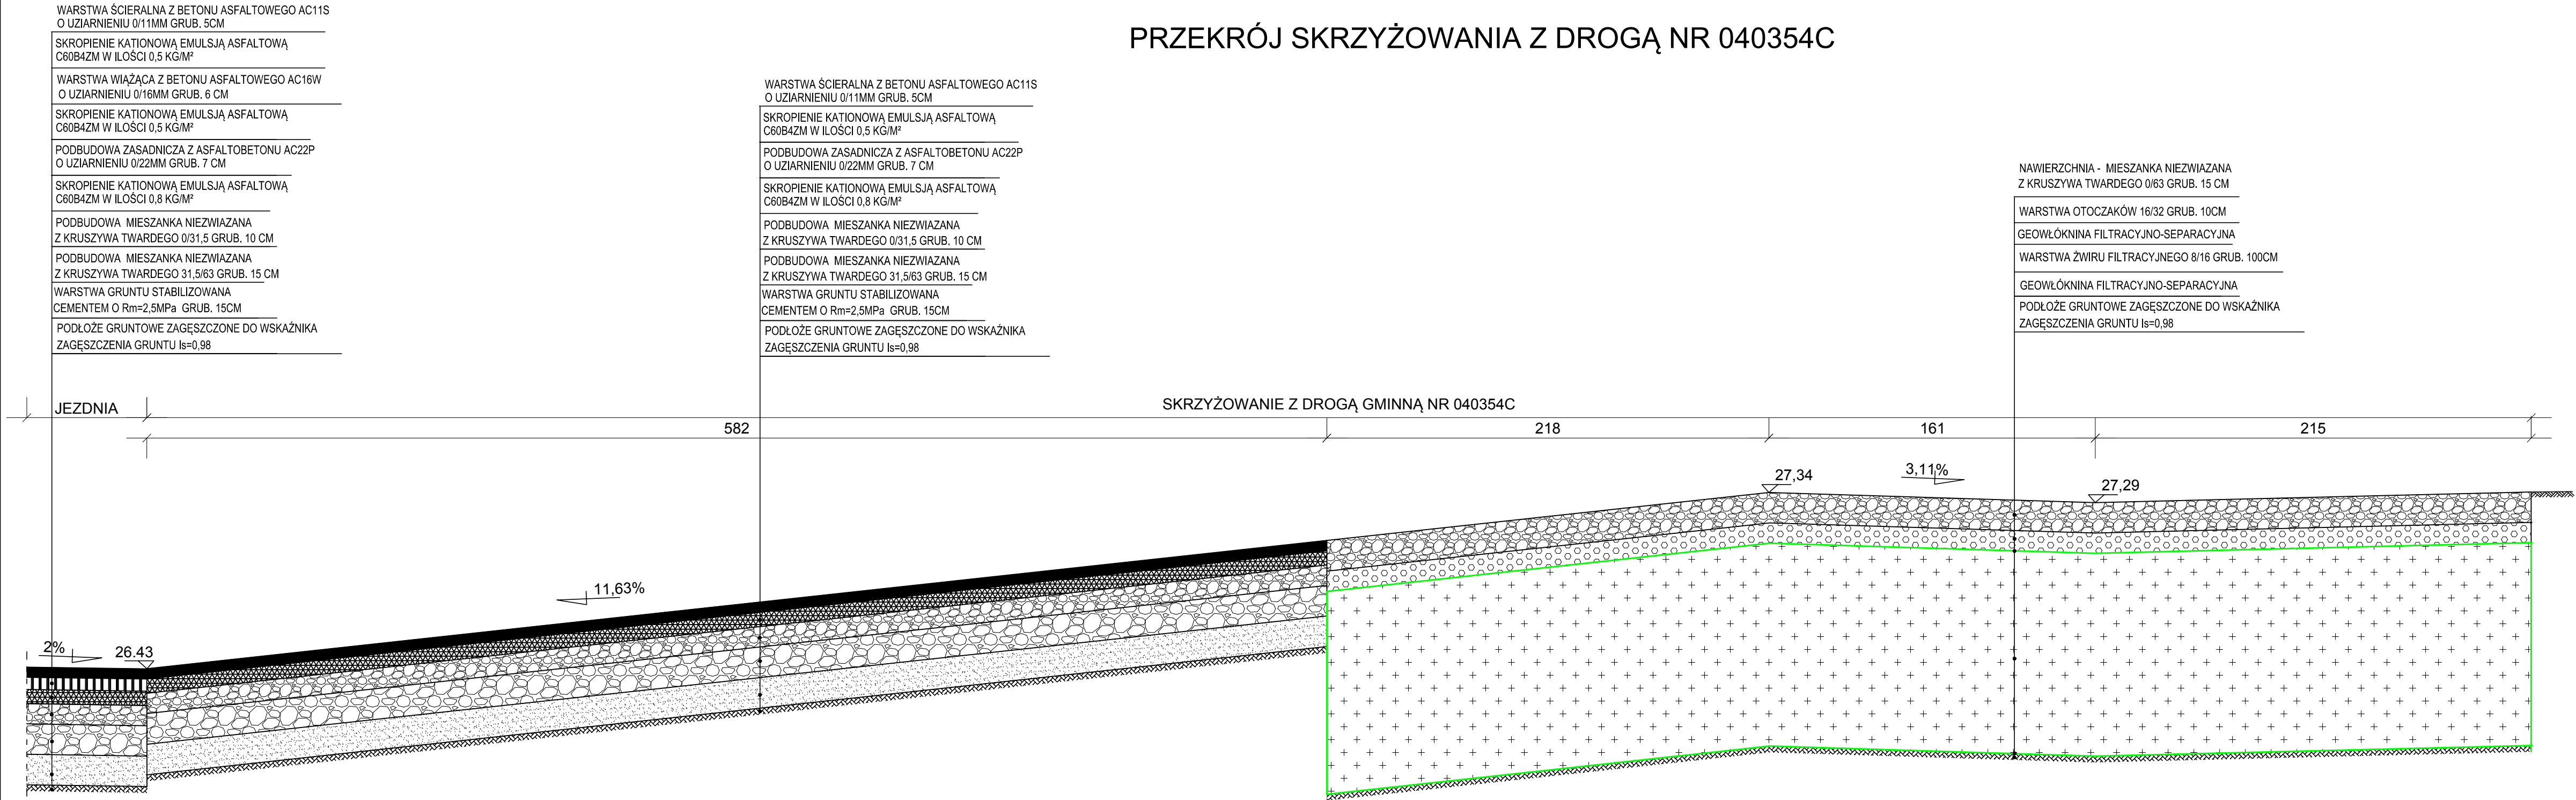 PRZEKRÓJ SKRZYŻOWANIA Z DROGĄ NR 040354C
WARSTWA ŚCIERALNA Z BETONU ASFALTOWEGO AC11S
O UZIARNIENIU 0/11MM GRUB. 5CM
SKROPIENIE KATIONOWĄ EMULSJĄ ASFALTOWĄ
C60B4ZM W ILOŚCI 0,5 KG/M²
WARSTWA WIĄŻĄCA Z BETONU ASFALTOWEGO AC16W
O UZIARNIENIU 0/16MM GRUB. 6 CM
SKROPIENIE KATIONOWĄ EMULSJĄ ASFALTOWĄ
C60B4ZM W ILOŚCI 0,5 KG/M²
PODBUDOWA ZASADNICZA Z ASFALTOBETONU AC22P
O UZIARNIENIU 0/22MM GRUB. 7 CM
SKROPIENIE KATIONOWĄ EMULSJĄ ASFALTOWĄ
C60B4ZM W ILOŚCI 0,8 KG/M²
PODBUDOWA MIESZANKA NIEZWIAZANA
Z KRUSZYWA TWARDEGO 0/31,5 GRUB. 10 CM
PODBUDOWA MIESZANKA NIEZWIAZANA
Z KRUSZYWA TWARDEGO 31,5/63 GRUB. 15 CM
WARSTWA GRUNTU STABILIZOWANA
CEMENTEM O Rm=2,5MPa GRUB. 15CM
PODŁOŻE GRUNTOWE ZAGĘSZCZONE DO WSKAŹNIKA
ZAGĘSZCZENIA GRUNTU Is=0,98
WARSTWA ŚCIERALNA Z BETONU ASFALTOWEGO AC11S
O UZIARNIENIU 0/11MM GRUB. 5CM
SKROPIENIE KATIONOWĄ EMULSJĄ ASFALTOWĄ
C60B4ZM W ILOŚCI 0,5 KG/M²
PODBUDOWA ZASADNICZA Z ASFALTOBETONU AC22P
O UZIARNIENIU 0/22MM GRUB. 7 CM
SKROPIENIE KATIONOWĄ EMULSJĄ ASFALTOWĄ
C60B4ZM W ILOŚCI 0,8 KG/M²
PODBUDOWA MIESZANKA NIEZWIAZANA
Z KRUSZYWA TWARDEGO 0/31,5 GRUB. 10 CM
PODBUDOWA MIESZANKA NIEZWIAZANA
Z KRUSZYWA TWARDEGO 31,5/63 GRUB. 15 CM
WARSTWA GRUNTU STABILIZOWANA
CEMENTEM O Rm=2,5MPa GRUB. 15CM
PODŁOŻE GRUNTOWE ZAGĘSZCZONE DO WSKAŹNIKA
ZAGĘSZCZENIA GRUNTU Is=0,98
NAWIERZCHNIA - MIESZANKA NIEZWIAZANA
Z KRUSZYWA TWARDEGO 0/63 GRUB. 15 CM
WARSTWA OTOCZAKÓW 16/32 GRUB. 10CM
GEOWŁÓKNINA FILTRACYJNO-SEPARACYJNA
WARSTWA ŻWIRU FILTRACYJNEGO 8/16 GRUB. 100CM
GEOWŁÓKNINA FILTRACYJNO-SEPARACYJNA
PODŁOŻE GRUNTOWE ZAGĘSZCZONE DO WSKAŹNIKA
ZAGĘSZCZENIA GRUNTU Is=0,98
JEZDNIA
SKRZYŻOWANIE Z DROGĄ GMINNĄ NR 040354C
582
218
161
215
27,34
3,11%
27,29
11,63%
2%
26.43